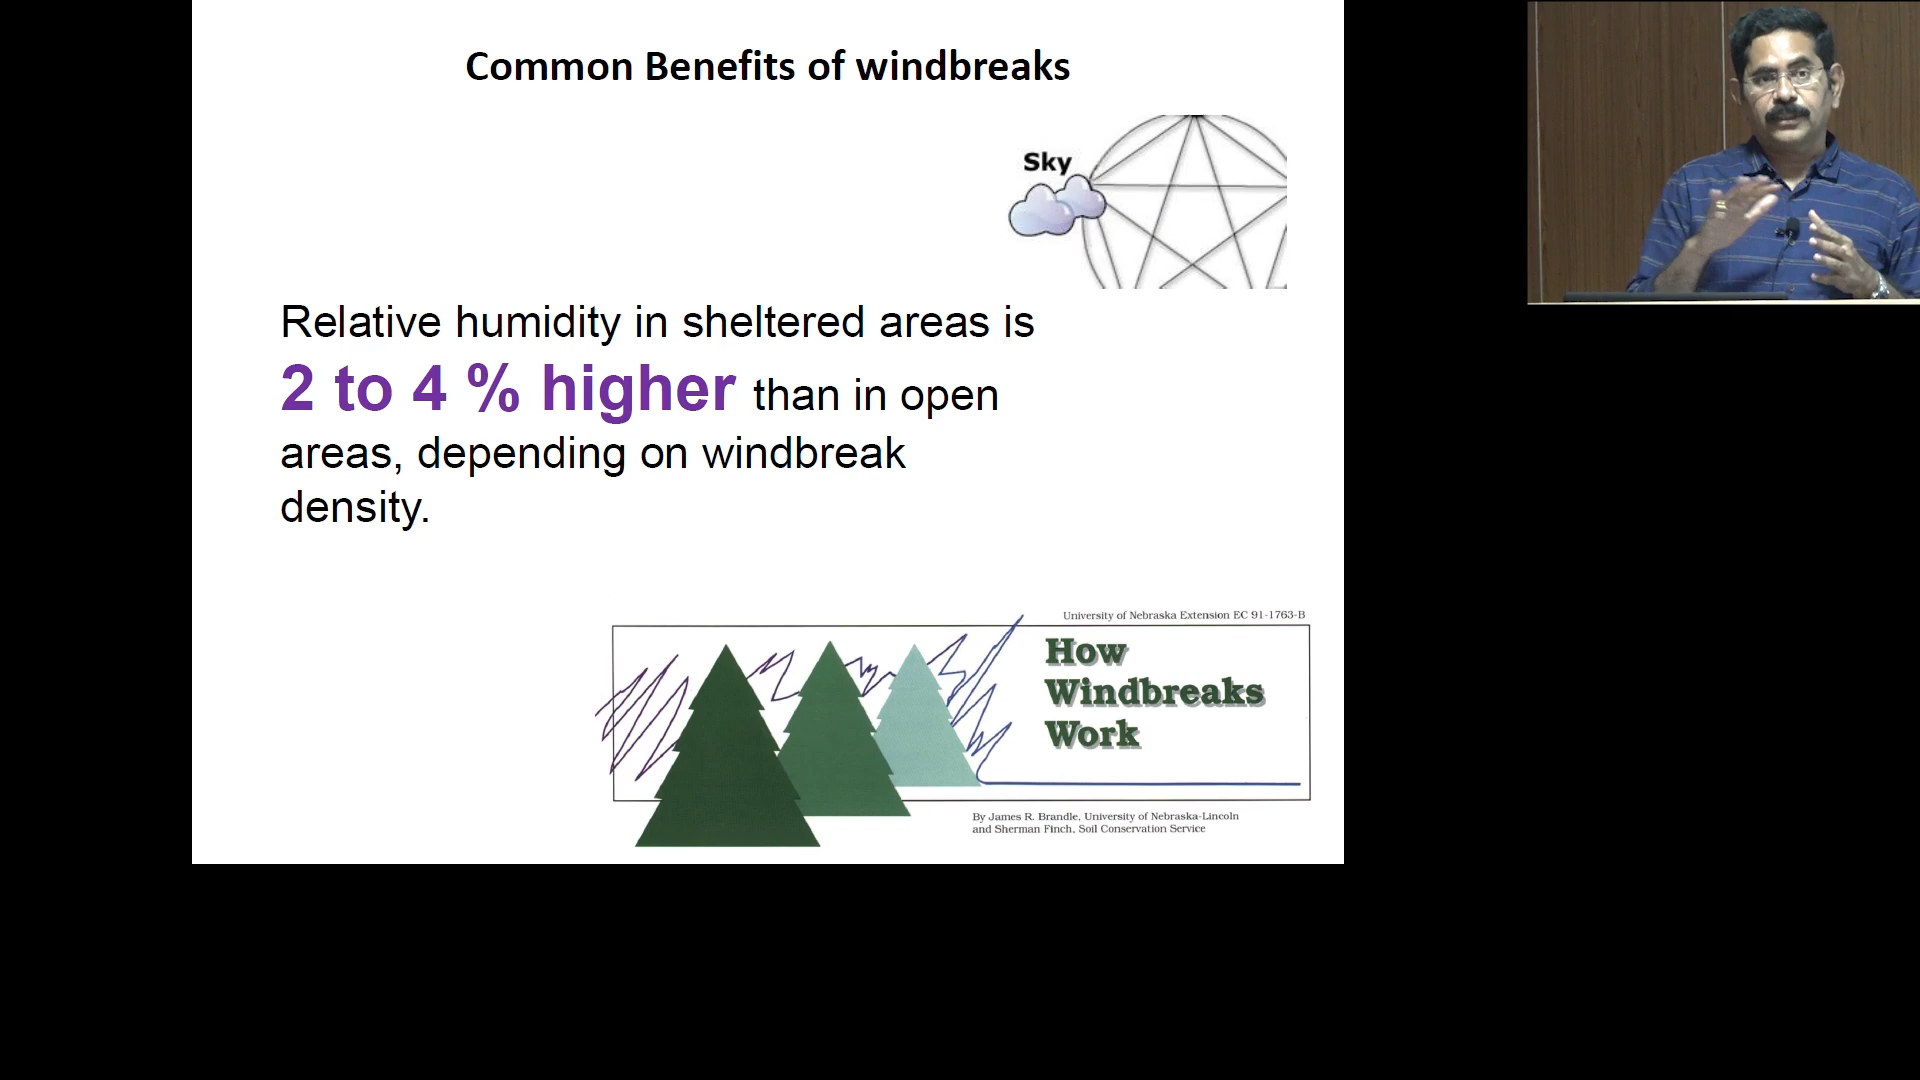 Common Benefits of windbreaks
Sky
Relative humidity in sheltered areas is
2 to 4 % higher than in open
areas, depending on windbreak
density.
University of Nebraska Extension EC 91-1763-B
How
Windbreaks
Work
By James R. Brandle, University of Nebraska-Lincoln
and Sherman Finch, Soil Conservation Service